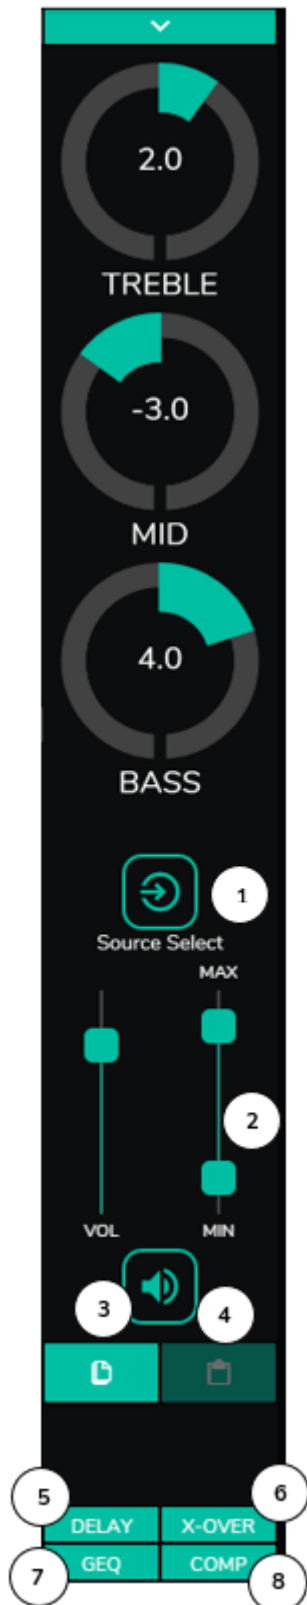 2.0
TREBLE
-3.0
MID
4.0
BASS
1
Source Select
MAX
2
VOL
MIN
3
4
5
6
DELAY
X-OVER
7
GEQ
COMP
8